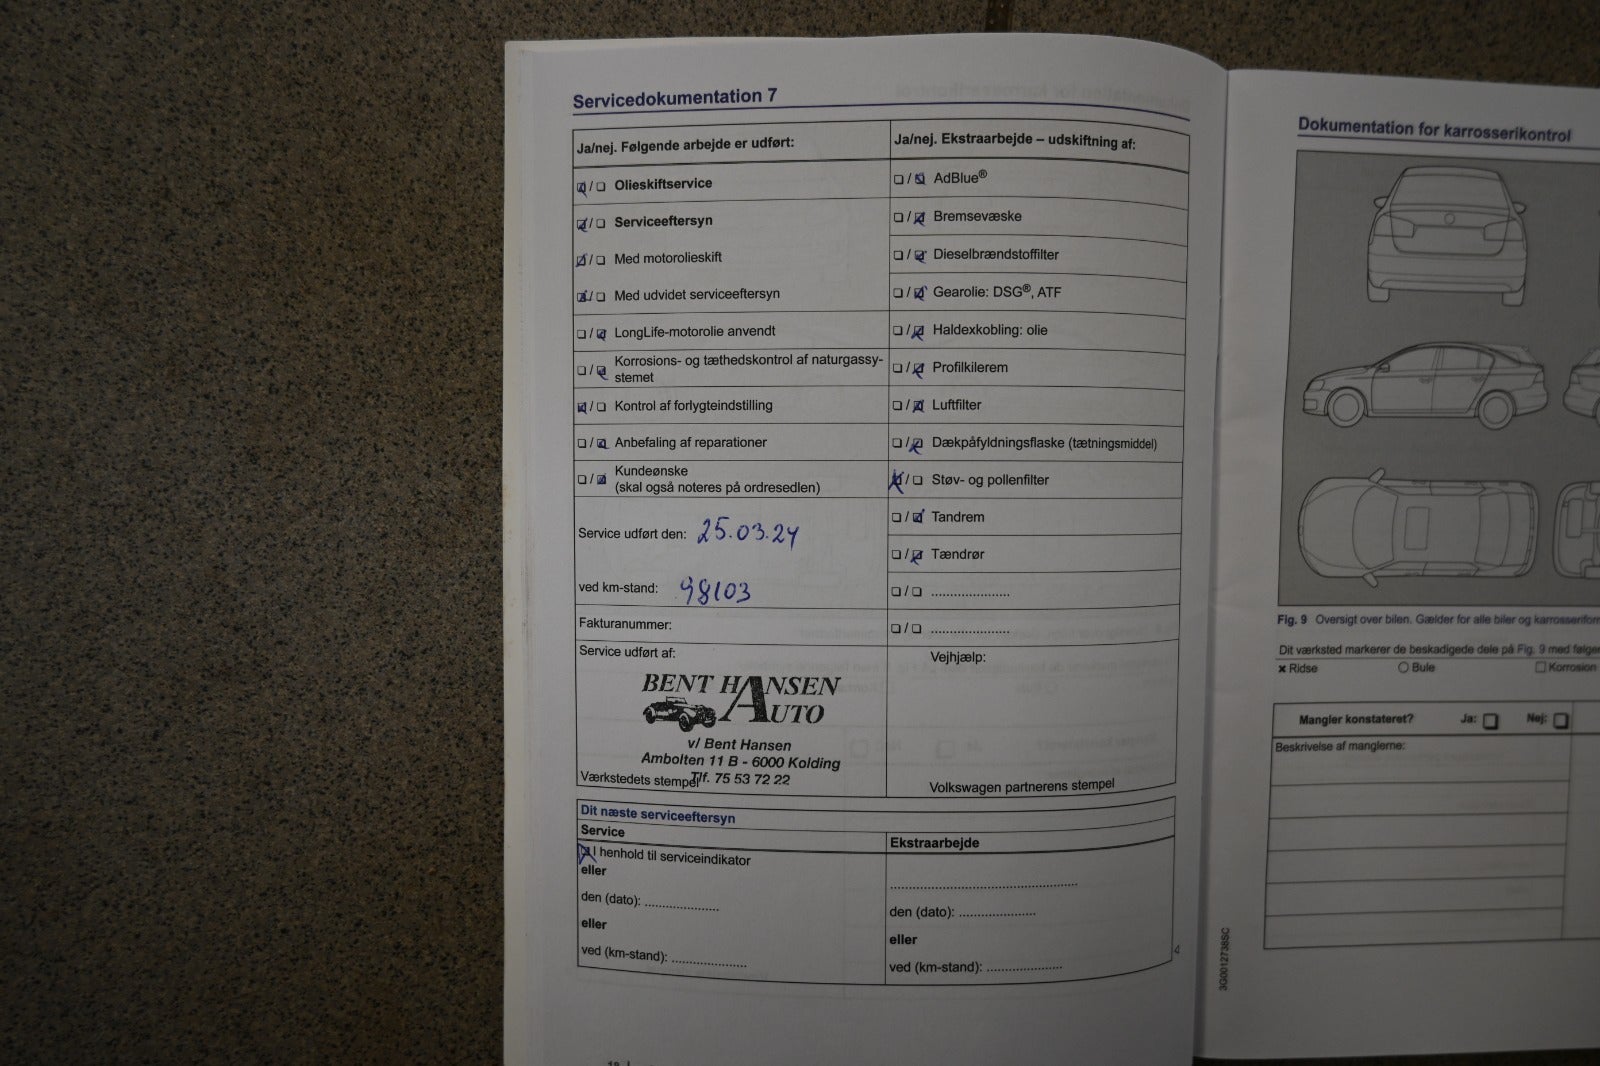 Servicedokumentation 7
Ja/nej. Følgende arbejde er udført:
☒/☐ Olieskiftservice
☒/☐ Serviceeftersyn
☒/☐ Med motorolieskift
☒/☐ Med udvidet serviceeftersyn
☐/☒ LongLife-motorolie anvendt
☐/☒ Korrosions- og tæthedskontrol af naturgassy-
stemet
☒/☐ Kontrol af forlygteindstilling
☐/☒ Anbefaling af reparationer
☐/☒ Kundeønske
(skal også noteres på ordresedlen)
Service udført den: 25.03.24
ved km-stand: 98103
Fakturanummer:
Service udført af:
BENT HANSEN
AUTO
v/ Bent Hansen
Ambolten 11 B - 6000 Kolding
Værkstedets stempel Tlf. 75 53 72 22
Ja/nej. Ekstraarbejde – udskiftning af:
☐/☒ AdBlue®
☐/☒ Bremsevæske
☐/☒ Dieselbrændstoffilter
☐/☒ Gearolie: DSG®, ATF
☐/☒ Haldexkobling: olie
☐/☒ Profilkilerem
☐/☒ Luftfilter
☐/☒ Dækpåfyldningsflaske (tætningsmiddel)
☒/☐ Støv- og pollenfilter
☐/☒ Tandrem
☐/☒ Tændrør
☐/☐ .....................
☐/☐ .....................
Vejhjælp:
Volkswagen partnerens stempel
Dit næste serviceeftersyn
Service
☒ I henhold til serviceindikator
eller
den (dato): ....................
eller
ved (km-stand): ....................
Ekstraarbejde
..................................................
den (dato): ....................
eller
ved (km-stand): ....................
Dokumentation for karrosserikontrol
Fig. 9 Oversigt over bilen. Gælder for alle biler og
Dit værksted markerer de beskadigede dele på Fig. 9 med
✖ Ridse ○ Bule ☐ Korrosion
Mangler konstateret? Ja: ☐ Nej: ☐
Beskrivelse af manglerne:
3G0012738SC